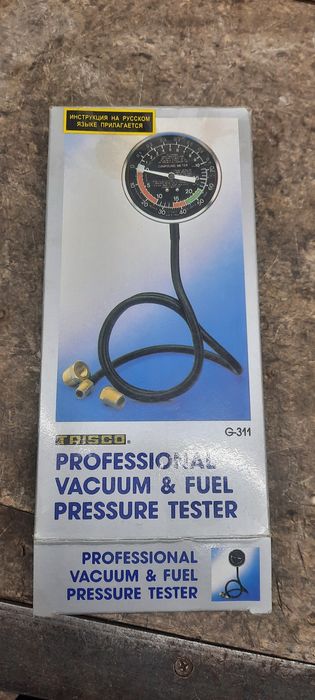 ИНСТРУКЦИЯ НА РУССКОМ
ЯЗЫКЕ ПРИЛАГАЕТСЯ
G-311
TRISCO®
PROFESSIONAL
VACUUM & FUEL
PRESSURE TESTER
PROFESSIONAL
VACUUM & FUEL
PRESSURE TESTER